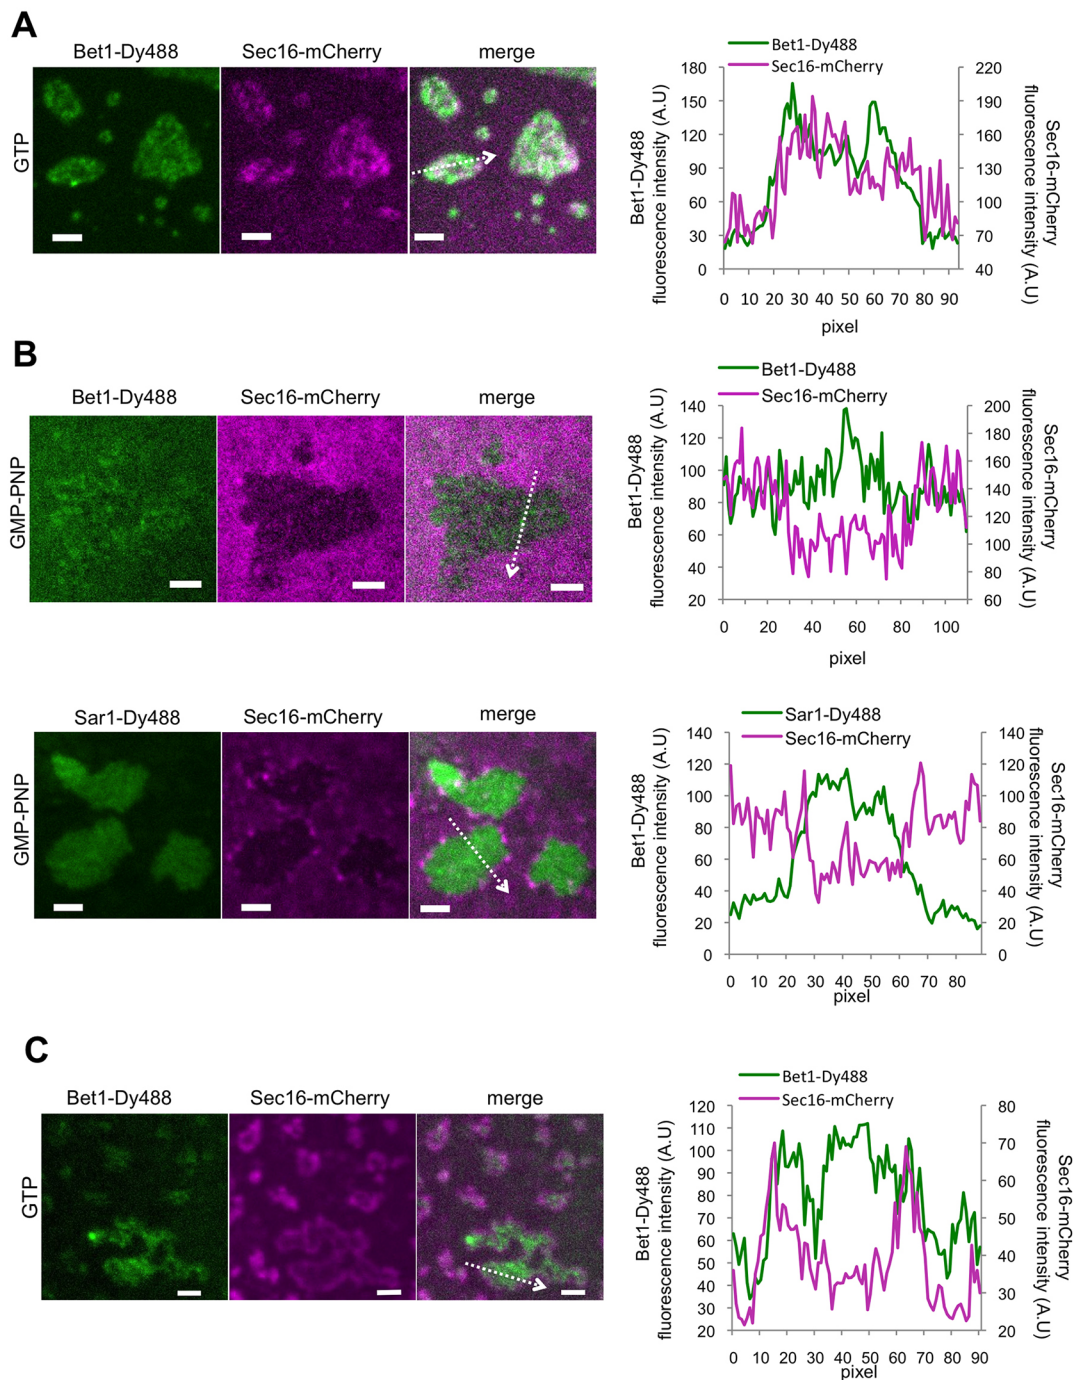 A
Bet1-Dy488
Sec16-mCherry
merge
GTP
Bet1-Dy488
Sec16-mCherry
180
150
120
90
60
30
0
220
190
160
130
100
70
40
0 10 20 30 40 50 60 70 80 90
pixel
Bet1-Dy488
fluorescence intensity (A.U)
Sec16-mCherry
fluorescence intensity (A.U)
B
Bet1-Dy488
Sec16-mCherry
merge
GMP-PNP
Bet1-Dy488
Sec16-mCherry
140
120
100
80
60
40
20
200
180
160
140
120
100
80
60
0 20 40 60 80 100
pixel
Bet1-Dy488
fluorescence intensity (A.U)
Sec16-mCherry
fluorescence intensity (A.U)
Sar1-Dy488
Sec16-mCherry
merge
GMP-PNP
Sar1-Dy488
Sec16-mCherry
140
120
100
80
60
40
20
0
140
120
100
80
60
40
20
0
0 10 20 30 40 50 60 70 80
pixel
Bet1-Dy488
fluorescence intensity (A.U)
Sec16-mCherry
fluorescence intensity (A.U)
C
Bet1-Dy488
Sec16-mCherry
merge
GTP
Bet1-Dy488
Sec16-mCherry
120
110
100
90
80
70
60
50
40
30
20
80
70
60
50
40
30
20
0 10 20 30 40 50 60 70 80 90
pixel
Bet1-Dy488
fluorescence intensity (A.U)
Sec16-mCherry
fluorescence intensity (A.U)